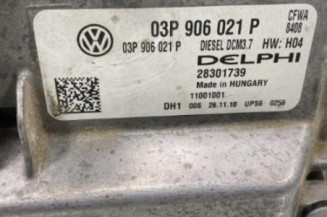 03P 906 021 P
CFWA
8408
03P 906 021 P DIESEL DCM3.7 HW: H04
DELPHI
28301739
Made in HUNGARY
11001001
DH1 008 26.11.10 UPS6 0258